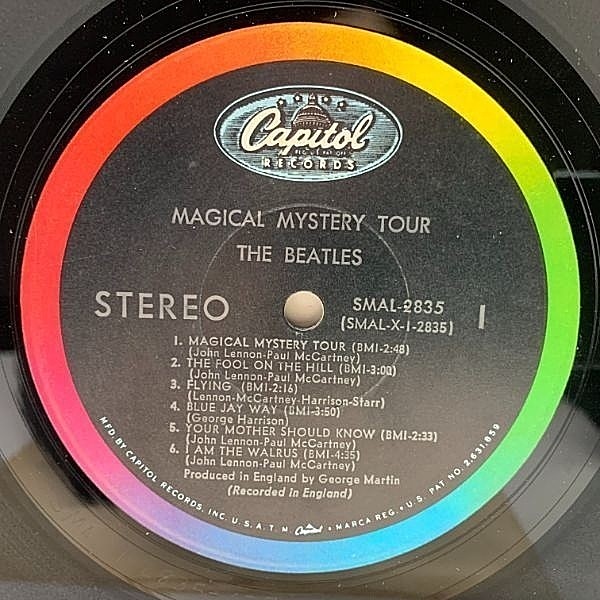 Capitol
RECORDS
MAGICAL MYSTERY TOUR
THE BEATLES
STEREO
SMAL-2835
(SMAL-X-1-2835)
1
1. MAGICAL MYSTERY TOUR (BMI-2:48)
(John Lennon-Paul McCartney)
2. THE FOOL ON THE HILL (BMI-3:00)
(John Lennon-Paul McCartney)
3. FLYING (BMI-2:16)
(Lennon-McCartney-Harrison-Starr)
4. BLUE JAY WAY (BMI-3:50)
(George Harrison)
5. YOUR MOTHER SHOULD KNOW (BMI-2:33)
(John Lennon-Paul McCartney)
6. I AM THE WALRUS (BMI-4:35)
(John Lennon-Paul McCartney)
Produced in England by George Martin
(Recorded in England)
MFD. BY CAPITOL RECORDS, INC. U.S.A. T.M. Capitol • MARCA REG. • U.S. PAT. NO. 2,631,859